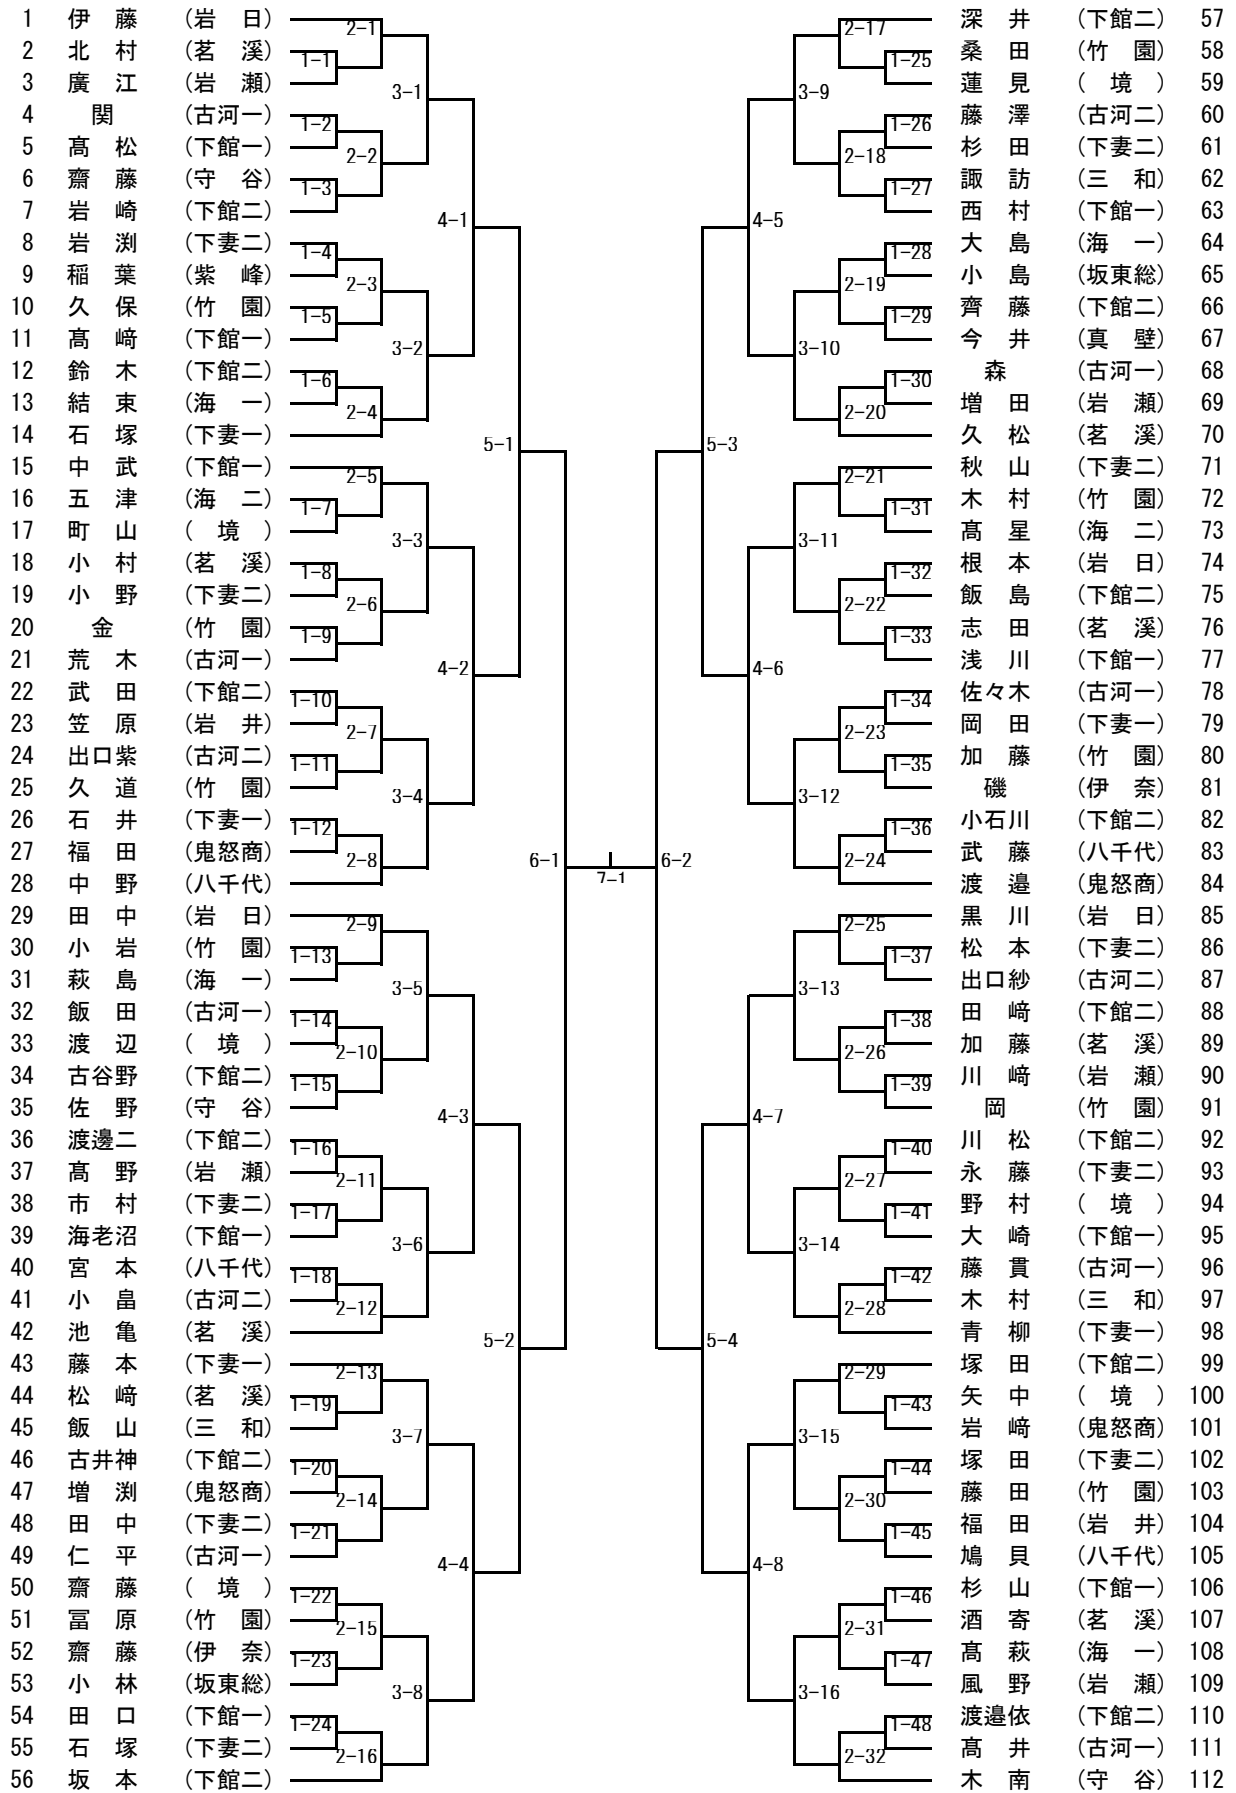 1 伊藤 (岩日)
2 北村 (茗溪)
3 廣江 (岩瀬)
4 関 (古河一)
5 髙松 (下館一)
6 齋藤 (守谷)
7 岩崎 (下館二)
8 岩渕 (下妻二)
9 稲葉 (紫峰)
10 久保 (竹園)
11 髙﨑 (下館一)
12 鈴木 (下館二)
13 結束 (海一)
14 石塚 (下妻一)
15 中武 (下館一)
16 五津 (海二)
17 町山 (境)
18 小村 (茗溪)
19 小野 (下妻二)
20 金 (竹園)
21 荒木 (古河一)
22 武田 (下館二)
23 笠原 (岩井)
24 出口紫 (古河二)
25 久道 (竹園)
26 石井 (下妻一)
27 福田 (鬼怒商)
28 中野 (八千代)
29 田中 (岩日)
30 小岩 (竹園)
31 萩島 (海一)
32 飯田 (古河一)
33 渡辺 (境)
34 古谷野 (下館二)
35 佐野 (守谷)
36 渡邊二 (下館二)
37 髙野 (岩瀬)
38 市村 (下妻二)
39 海老沼 (下館一)
40 宮本 (八千代)
41 小畠 (古河二)
42 池亀 (茗溪)
43 藤本 (下妻一)
44 松﨑 (茗溪)
45 飯山 (三和)
46 古井神 (下館二)
47 増渕 (鬼怒商)
48 田中 (下妻二)
49 仁平 (古河一)
50 齋藤 (境)
51 冨原 (竹園)
52 齋藤 (伊奈)
53 小林 (坂東総)
54 田口 (下館一)
55 石塚 (下妻二)
56 坂本 (下館二)
1-1
1-2
1-3
1-4
1-5
1-6
1-7
1-8
1-9
1-10
1-11
1-12
1-13
1-14
1-15
1-16
1-17
1-18
1-19
1-20
1-21
1-22
1-23
1-24
2-1
2-2
2-3
2-4
2-5
2-6
2-7
2-8
2-9
2-10
2-11
2-12
2-13
2-14
2-15
2-16
3-1
3-2
3-3
3-4
3-5
3-6
3-7
3-8
4-1
4-2
4-3
4-4
5-1
5-2
6-1
7-1
6-2
5-3
5-4
4-5
4-6
4-7
4-8
3-9
3-10
3-11
3-12
3-13
3-14
3-15
3-16
2-17
2-18
2-19
2-20
2-21
2-22
2-23
2-24
2-25
2-26
2-27
2-28
2-29
2-30
2-31
2-32
1-25
1-26
1-27
1-28
1-29
1-30
1-31
1-32
1-33
1-34
1-35
1-36
1-37
1-38
1-39
1-40
1-41
1-42
1-43
1-44
1-45
1-46
1-47
1-48
深井 (下館二) 57
桑田 (竹園) 58
蓮見 (境) 59
藤澤 (古河二) 60
杉田 (下妻二) 61
諏訪 (三和) 62
西村 (下館一) 63
大島 (海一) 64
小島 (坂東総) 65
齊藤 (下館二) 66
今井 (真壁) 67
森 (古河一) 68
増田 (岩瀬) 69
久松 (茗溪) 70
秋山 (下妻二) 71
木村 (竹園) 72
髙星 (海二) 73
根本 (岩日) 74
飯島 (下館二) 75
志田 (茗溪) 76
浅川 (下館一) 77
佐々木 (古河一) 78
岡田 (下妻一) 79
加藤 (竹園) 80
磯 (伊奈) 81
小石川 (下館二) 82
武藤 (八千代) 83
渡邉 (鬼怒商) 84
黒川 (岩日) 85
松本 (下妻二) 86
出口紗 (古河二) 87
田﨑 (下館二) 88
加藤 (茗溪) 89
川﨑 (岩瀬) 90
岡 (竹園) 91
川松 (下館二) 92
永藤 (下妻二) 93
野村 (境) 94
大崎 (下館一) 95
藤貫 (古河一) 96
木村 (三和) 97
青柳 (下妻一) 98
塚田 (下館二) 99
矢中 (境) 100
岩﨑 (鬼怒商) 101
塚田 (下妻二) 102
藤田 (竹園) 103
福田 (岩井) 104
鳩貝 (八千代) 105
杉山 (下館一) 106
酒寄 (茗溪) 107
髙萩 (海一) 108
風野 (岩瀬) 109
渡邉依 (下館二) 110
髙井 (古河一) 111
木南 (守谷) 112